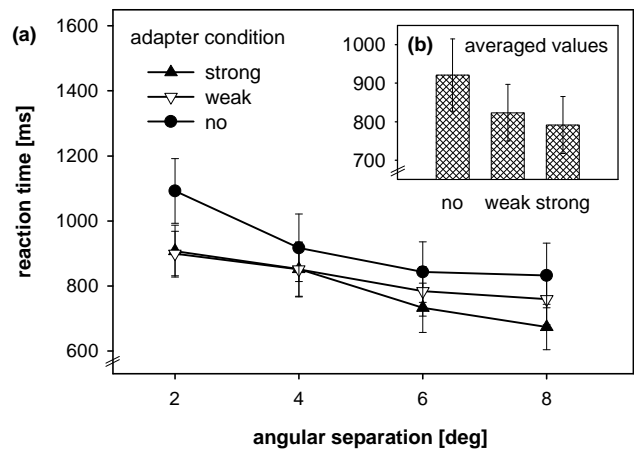 (a)
adapter condition
strong
weak
no
reaction time [ms]
1600
1400
1200
1000
800
600
2 4 6 8
angular separation [deg]
(b) averaged values
1000
900
800
700
no weak strong